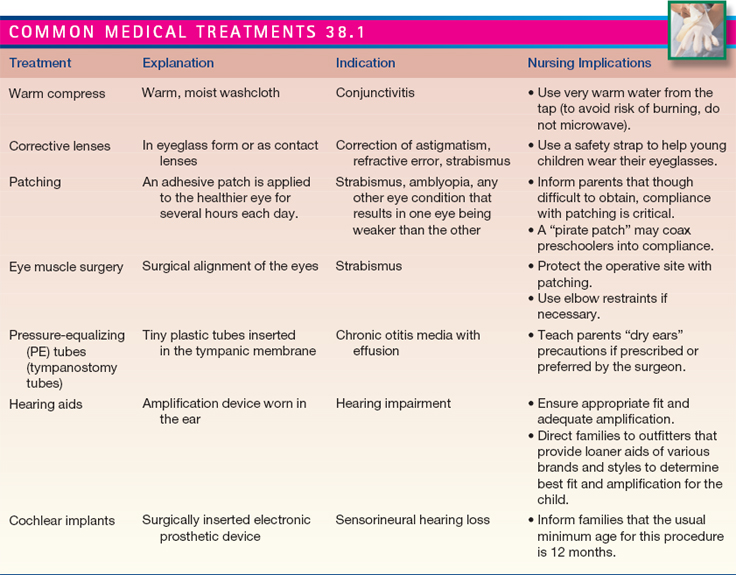 COMMON MEDICAL TREATMENTS 38.1
Treatment
Explanation
Indication
Nursing Implications
Warm compress
Warm, moist washcloth
Conjunctivitis
• Use very warm water from the
tap (to avoid risk of burning, do
not microwave).
Corrective lenses
In eyeglass form or as contact
lenses
Correction of astigmatism,
refractive error, strabismus
• Use a safety strap to help young
children wear their eyeglasses.
Patching
An adhesive patch is applied
to the healthier eye for
several hours each day.
Strabismus, amblyopia, any
other eye condition that
results in one eye being
weaker than the other
• Inform parents that though
difficult to obtain, compliance
with patching is critical.
• A “pirate patch” may coax
preschoolers into compliance.
Eye muscle surgery
Surgical alignment of the eyes
Strabismus
• Protect the operative site with
patching.
• Use elbow restraints if
necessary.
Pressure-equalizing
(PE) tubes
(tympanostomy
tubes)
Tiny plastic tubes inserted
in the tympanic membrane
Chronic otitis media with
effusion
• Teach parents “dry ears”
precautions if prescribed or
preferred by the surgeon.
Hearing aids
Amplification device worn in
the ear
Hearing impairment
• Ensure appropriate fit and
adequate amplification.
• Direct families to outfitters that
provide loaner aids of various
brands and styles to determine
best fit and amplification for the
child.
Cochlear implants
Surgically inserted electronic
prosthetic device
Sensorineural hearing loss
• Inform families that the usual
minimum age for this procedure
is 12 months.